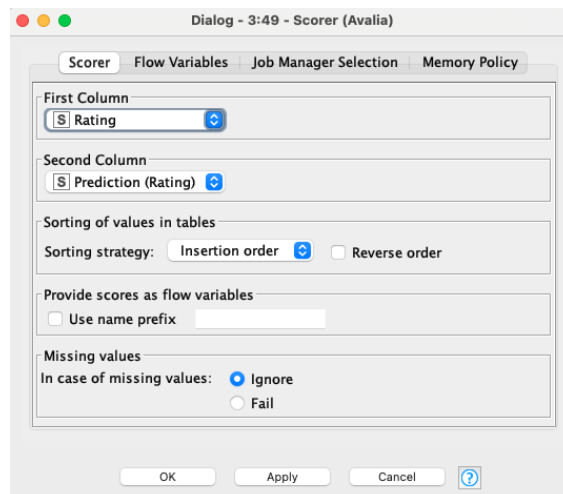 Dialog - 3:49 - Scorer (Avalia)
Scorer Flow Variables Job Manager Selection Memory Policy
First Column
S Rating
Second Column
S Prediction (Rating)
Sorting of values in tables
Sorting strategy: Insertion order Reverse order
Provide scores as flow variables
Use name prefix
Missing values
In case of missing values: Ignore
Fail
OK Apply Cancel ?